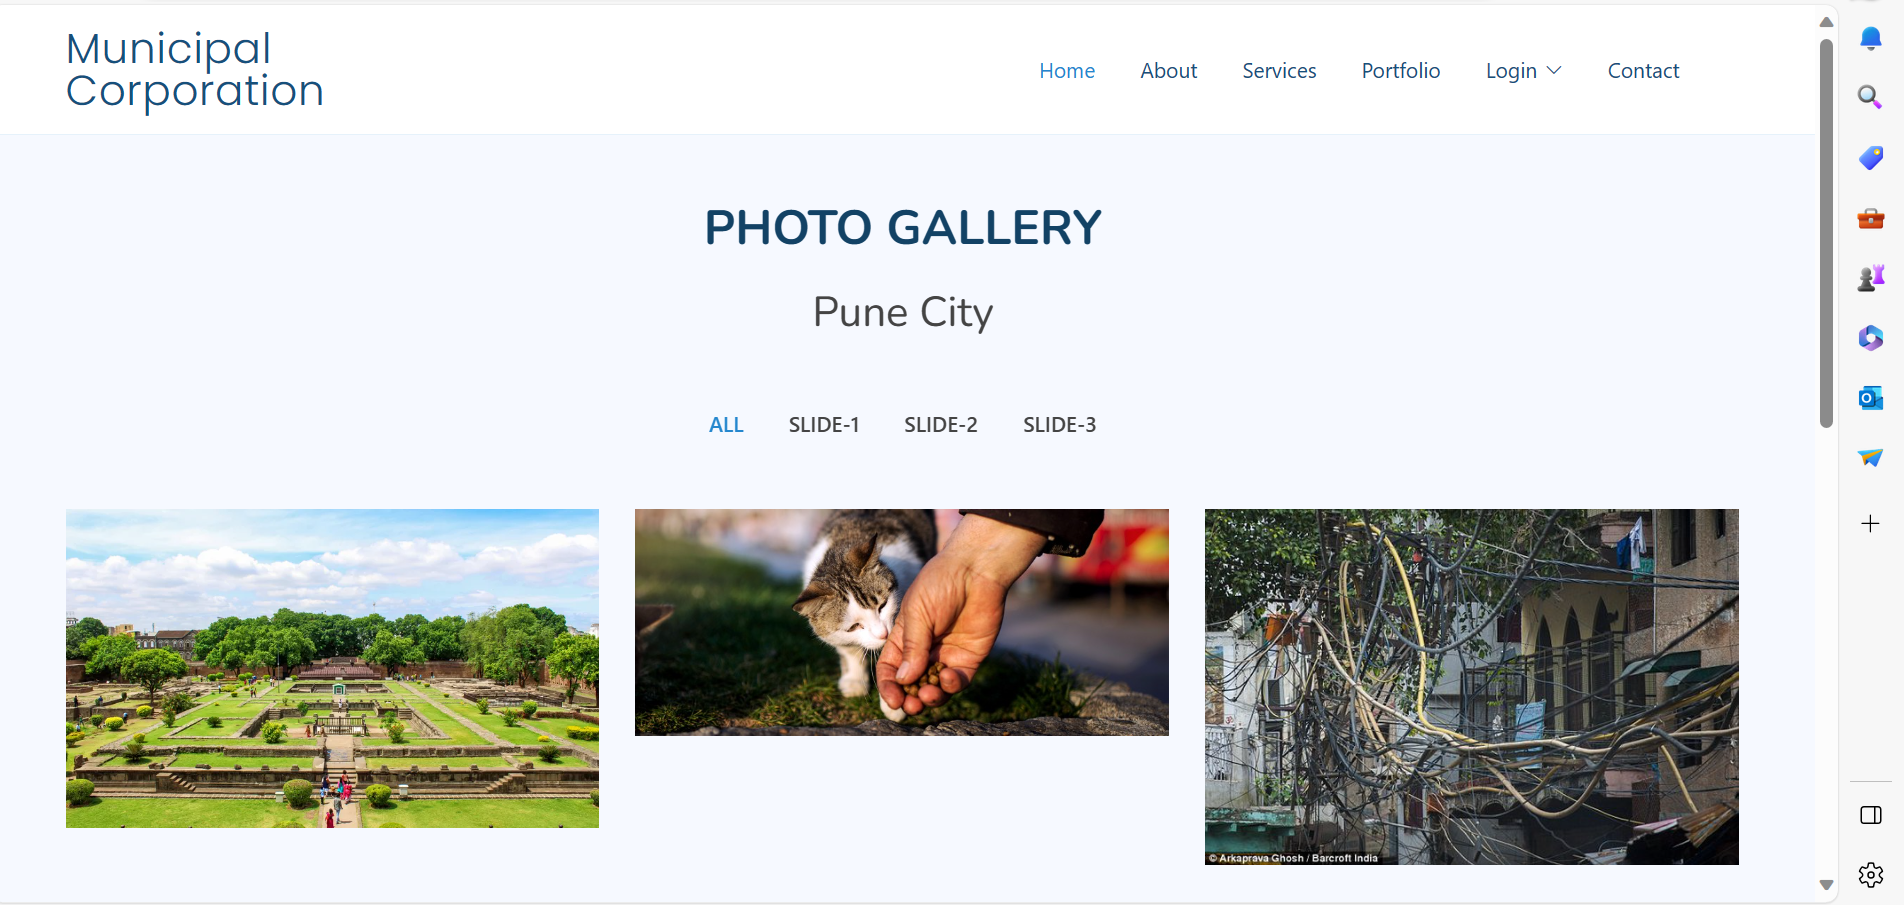 Municipal
Corporation
Home About Services Portfolio Login Contact
PHOTO GALLERY
Pune City
ALL SLIDE-1 SLIDE-2 SLIDE-3
© Arkaprava Ghosh / Barcroft India